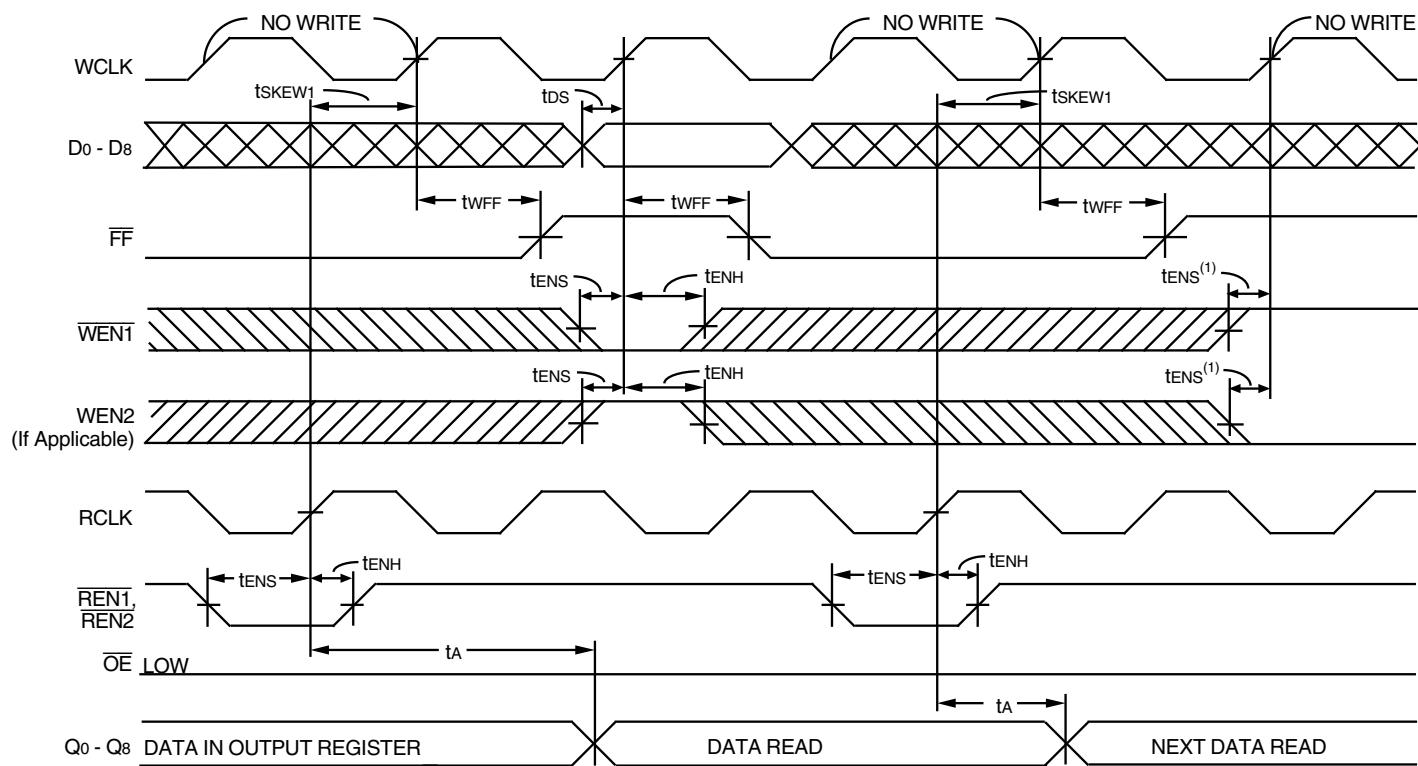 NO WRITE
NO WRITE
NO WRITE
WCLK
tSKEW1
tDS
tSKEW1
D0 - D8
tWFF
tWFF
tWFF
FF
tENS
tENH
tENS(1)
WEN1
tENS
tENH
tENS(1)
WEN2
(If Applicable)
RCLK
tENS
tENH
tENS
tENH
REN1,
REN2
tA
OE
LOW
tA
Q0 - Q8
DATA IN OUTPUT REGISTER
DATA READ
NEXT DATA READ